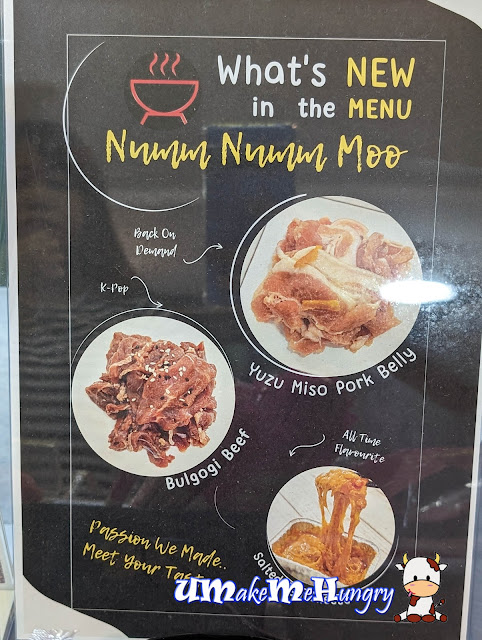 What's NEW
in the MENU
Numm Numm Moo
Back On
Demand
K-Pop
Yuzu Miso Pork Belly
Bulgogi Beef
All Time
Flavourite
Passion We Made..
Meet Your Tast
UMakeMeHungry